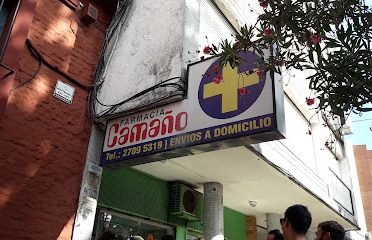 FARMACIA
Camaño
Tel.: 2709 5319 | ENVIOS A DOMICILIO